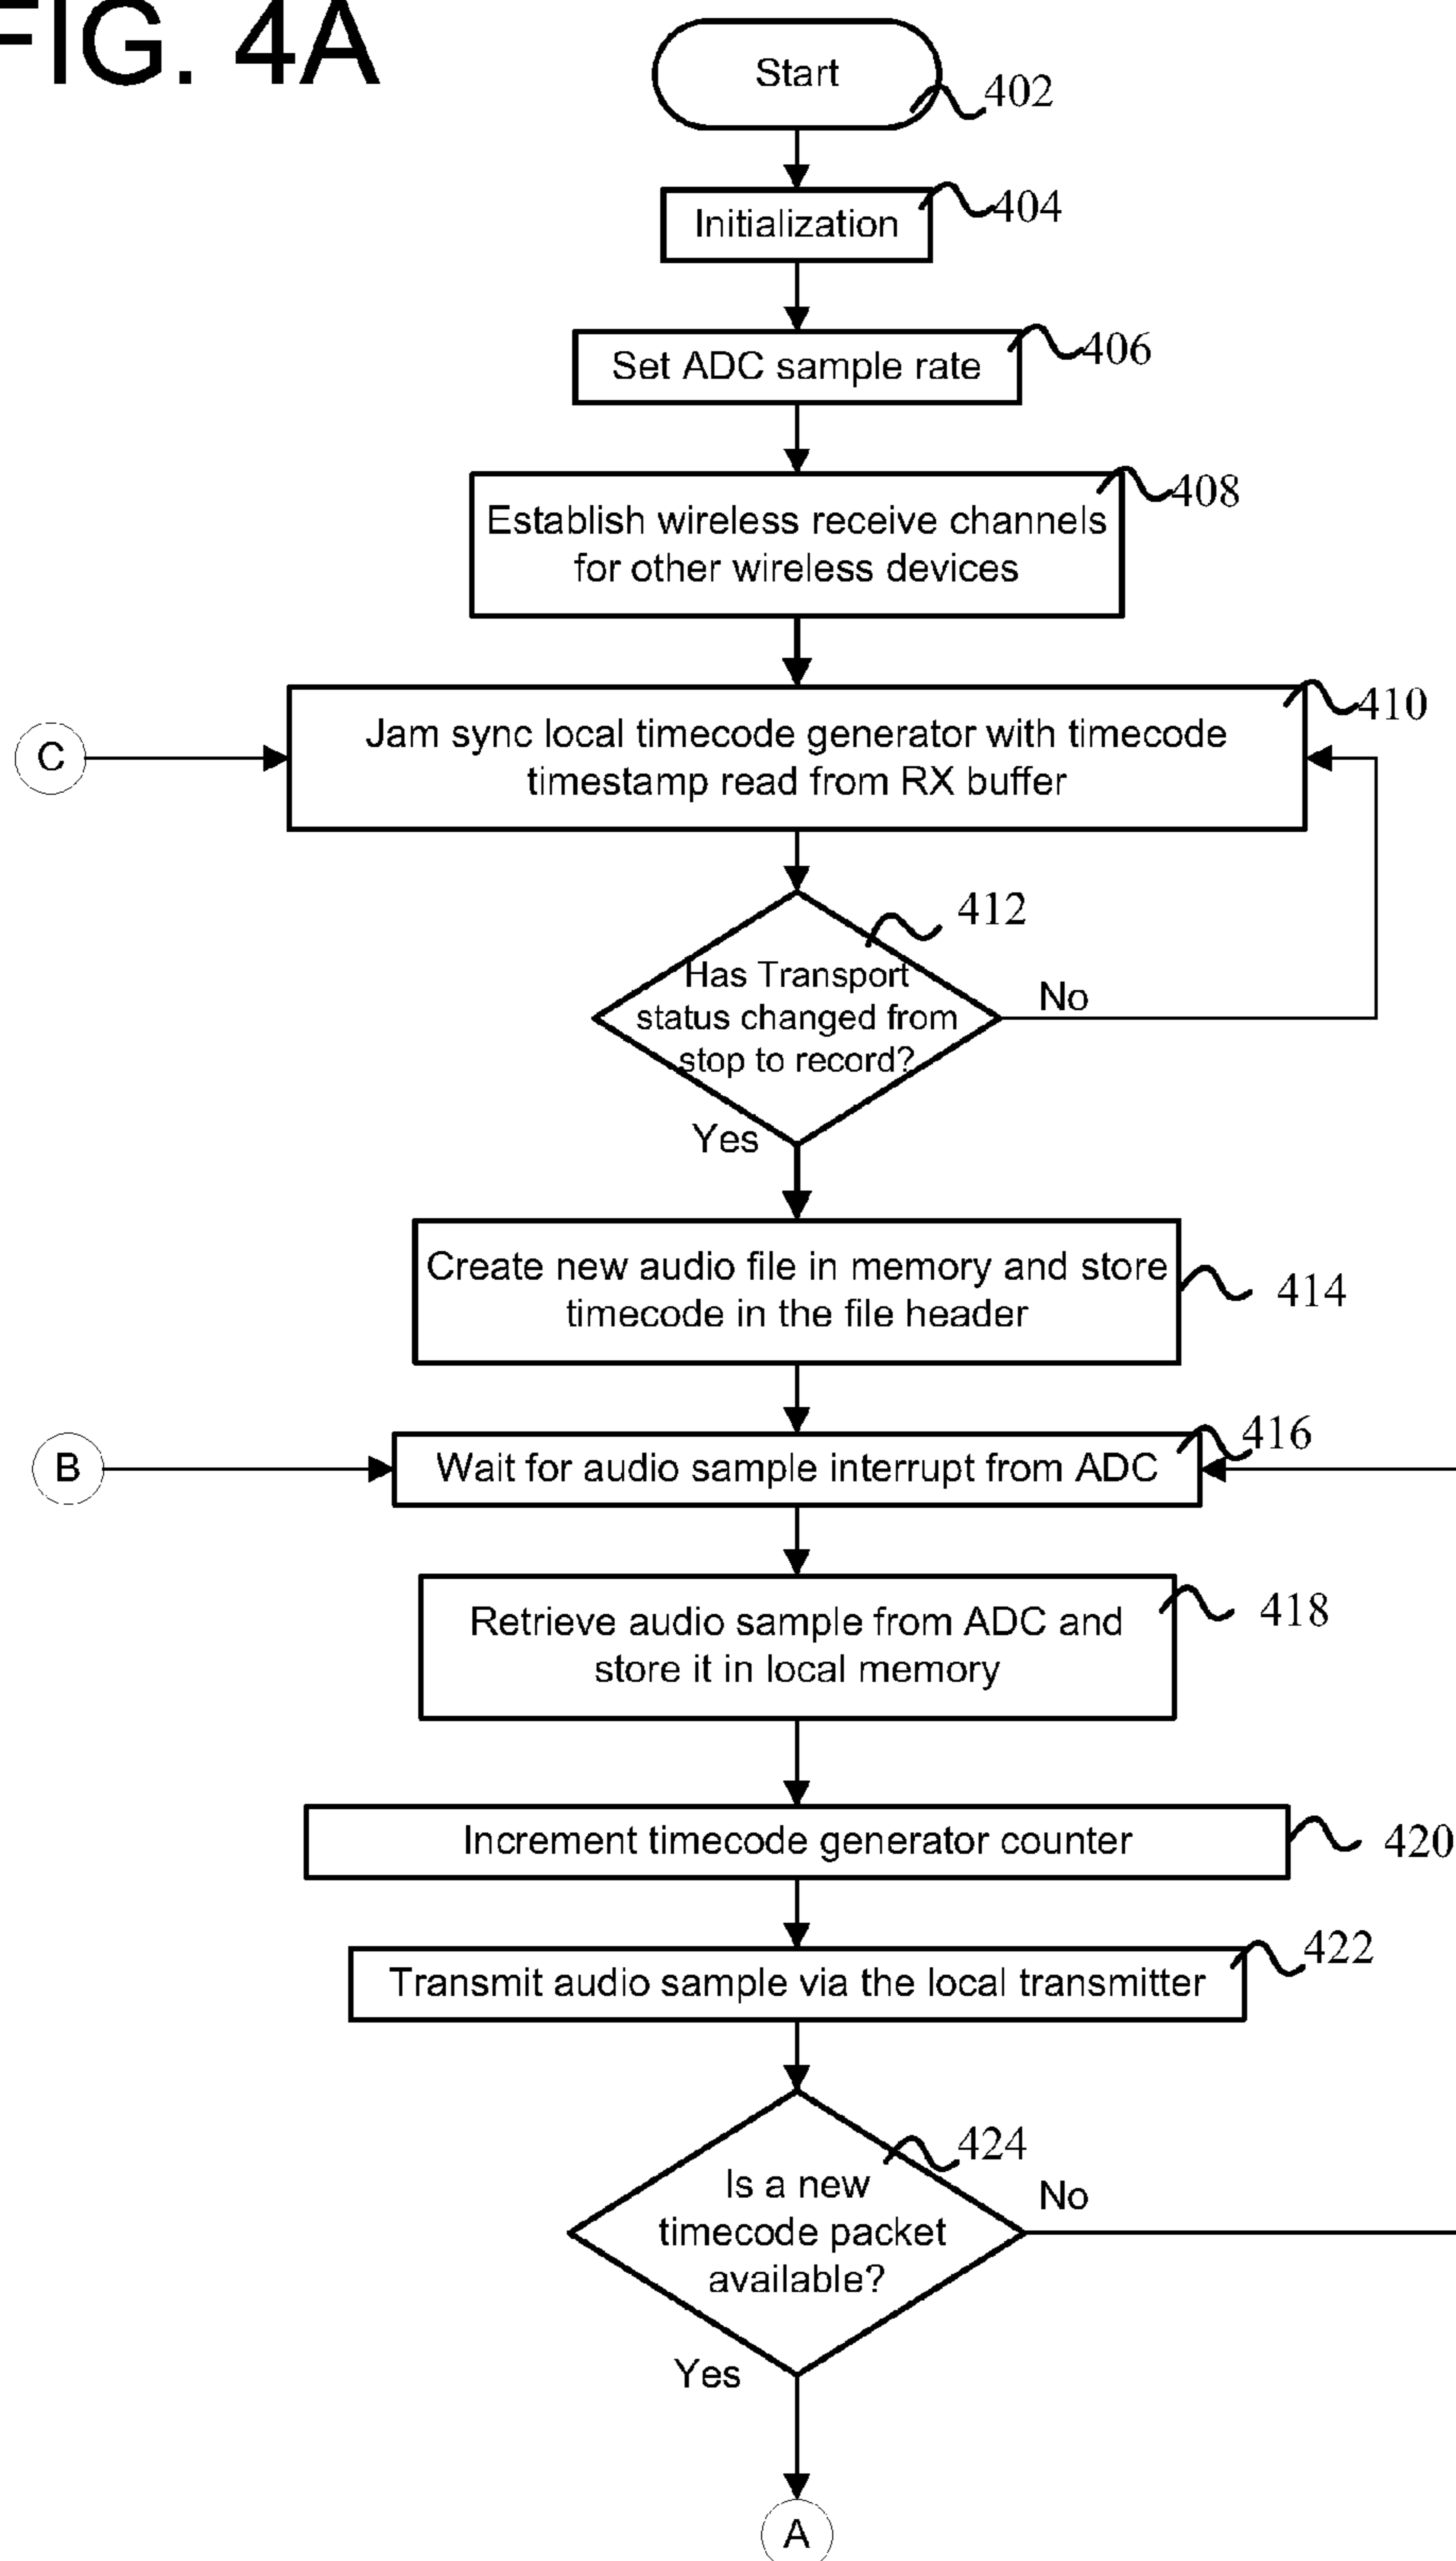 FIG. 4A
Start
402
Initialization
404
Set ADC sample rate
406
Establish wireless receive channels
for other wireless devices
408
Jam sync local timecode generator with timecode
timestamp read from RX buffer
410
C
412
Has Transport
status changed from
stop to record?
No
Yes
Create new audio file in memory and store
timecode in the file header
414
B
Wait for audio sample interrupt from ADC
416
Retrieve audio sample from ADC and
store it in local memory
418
Increment timecode generator counter
420
Transmit audio sample via the local transmitter
422
424
Is a new
timecode packet
available?
No
Yes
A